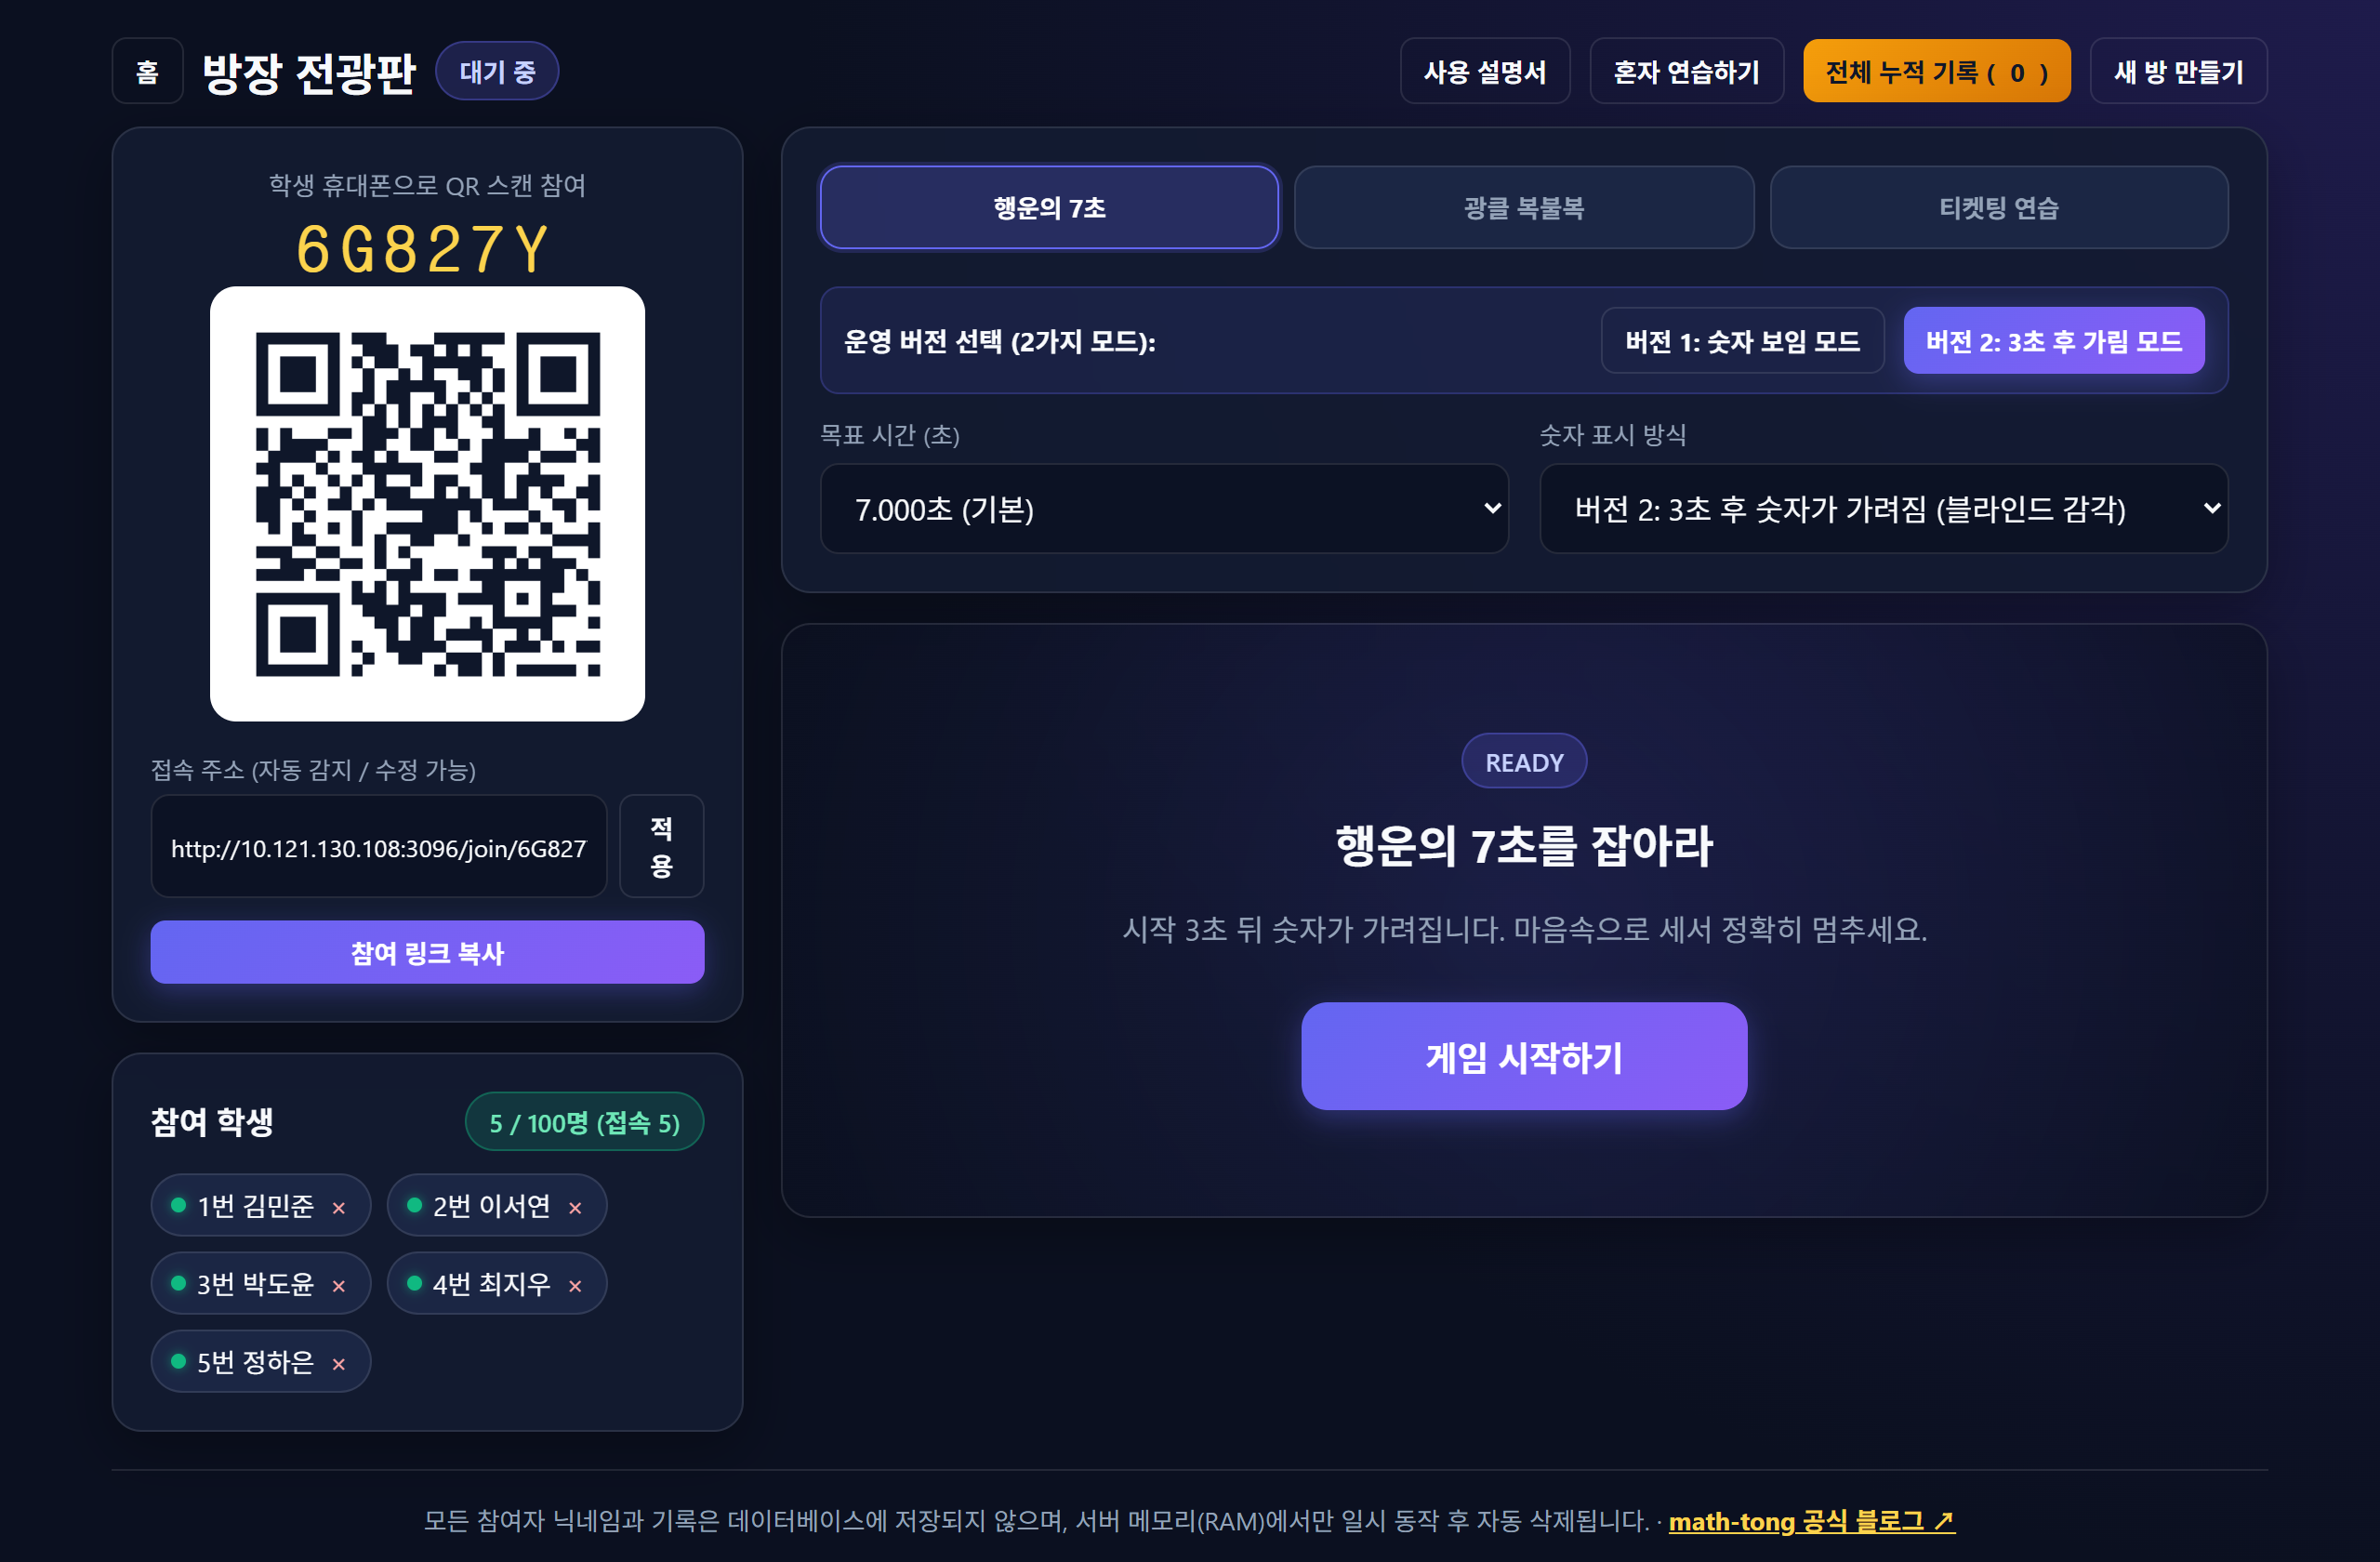 홈
방장 전광판
대기 중
사용 설명서
혼자 연습하기
전체 누적 기록 ( 0 )
새 방 만들기
학생 휴대폰으로 QR 스캔 참여
6G827Y
접속 주소 (자동 감지 / 수정 가능)
http://10.121.130.108:3096/join/6G827
적
용
참여 링크 복사
참여 학생
5 / 100명 (접속 5)
1번 김민준 ×
2번 이서연 ×
3번 박도윤 ×
4번 최지우 ×
5번 정하은 ×
행운의 7초
광클 복불복
티켓팅 연습
운영 버전 선택 (2가지 모드):
버전 1: 숫자 보임 모드
버전 2: 3초 후 가림 모드
목표 시간 (초)
7.000초 (기본)
숫자 표시 방식
버전 2: 3초 후 숫자가 가려짐 (블라인드 감각)
READY
행운의 7초를 잡아라
시작 3초 뒤 숫자가 가려집니다. 마음속으로 세서 정확히 멈추세요.
게임 시작하기
모든 참여자 닉네임과 기록은 데이터베이스에 저장되지 않으며, 서버 메모리(RAM)에서만 일시 동작 후 자동 삭제됩니다. · math-tong 공식 블로그 ↗